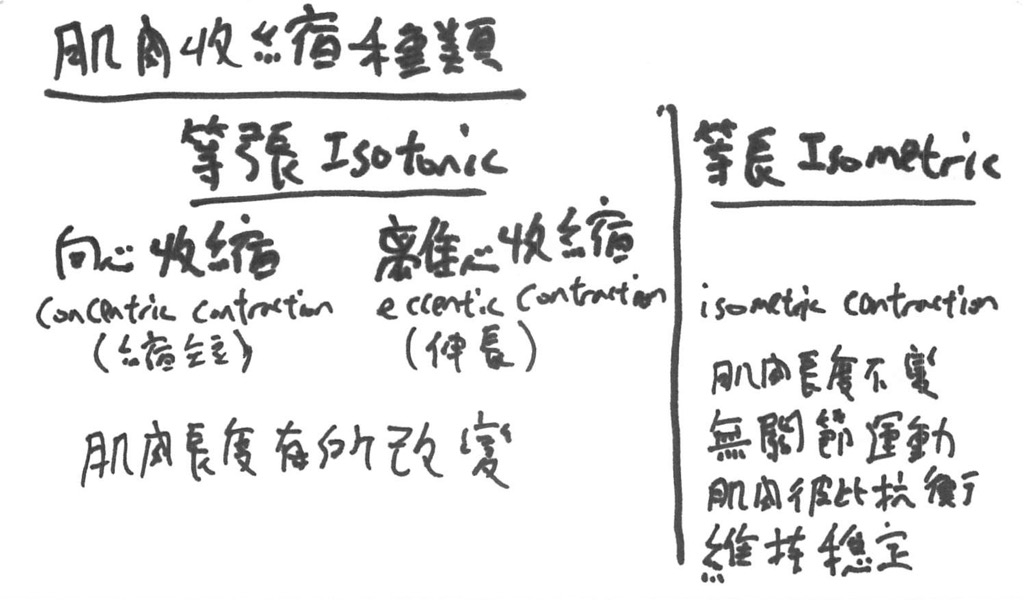 肌肉收縮種類
等張 Isotonic
向心收縮
concentric contraction
(縮短)
離心收縮
eccentic contraction
(伸長)
肌肉長度有所改變
等長 Isometric
isometric contraction
肌肉長度不變
無關節運動
肌肉彼此抗衡
維持穩定